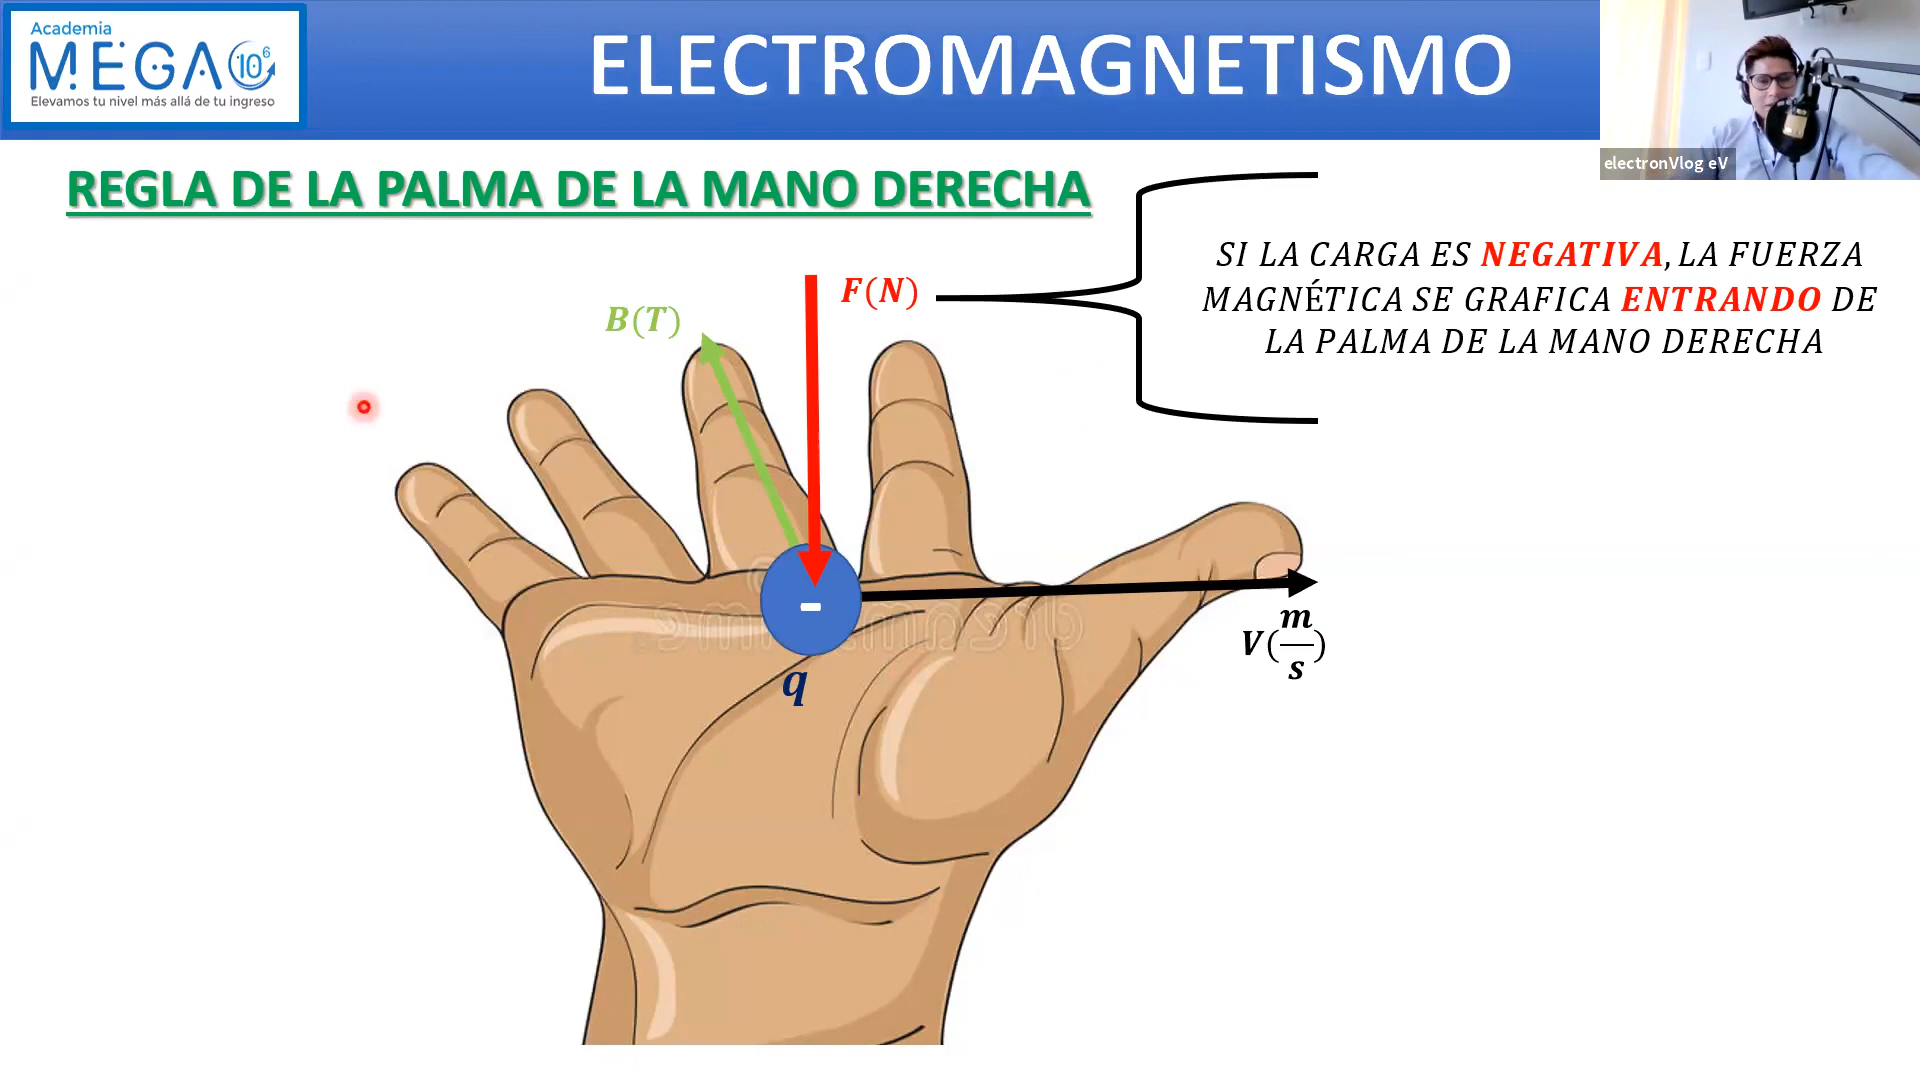 Academia
MEGA 10⁶
Elevamos tu nivel más allá de tu ingreso
ELECTROMAGNETISMO
electronVlog eV
REGLA DE LA PALMA DE LA MANO DERECHA
SI LA CARGA ES NEGATIVA, LA FUERZA
MAGNÉTICA SE GRAFICA ENTRANDO DE
LA PALMA DE LA MANO DERECHA
F(N)
B(T)
-
q
V(m/s)